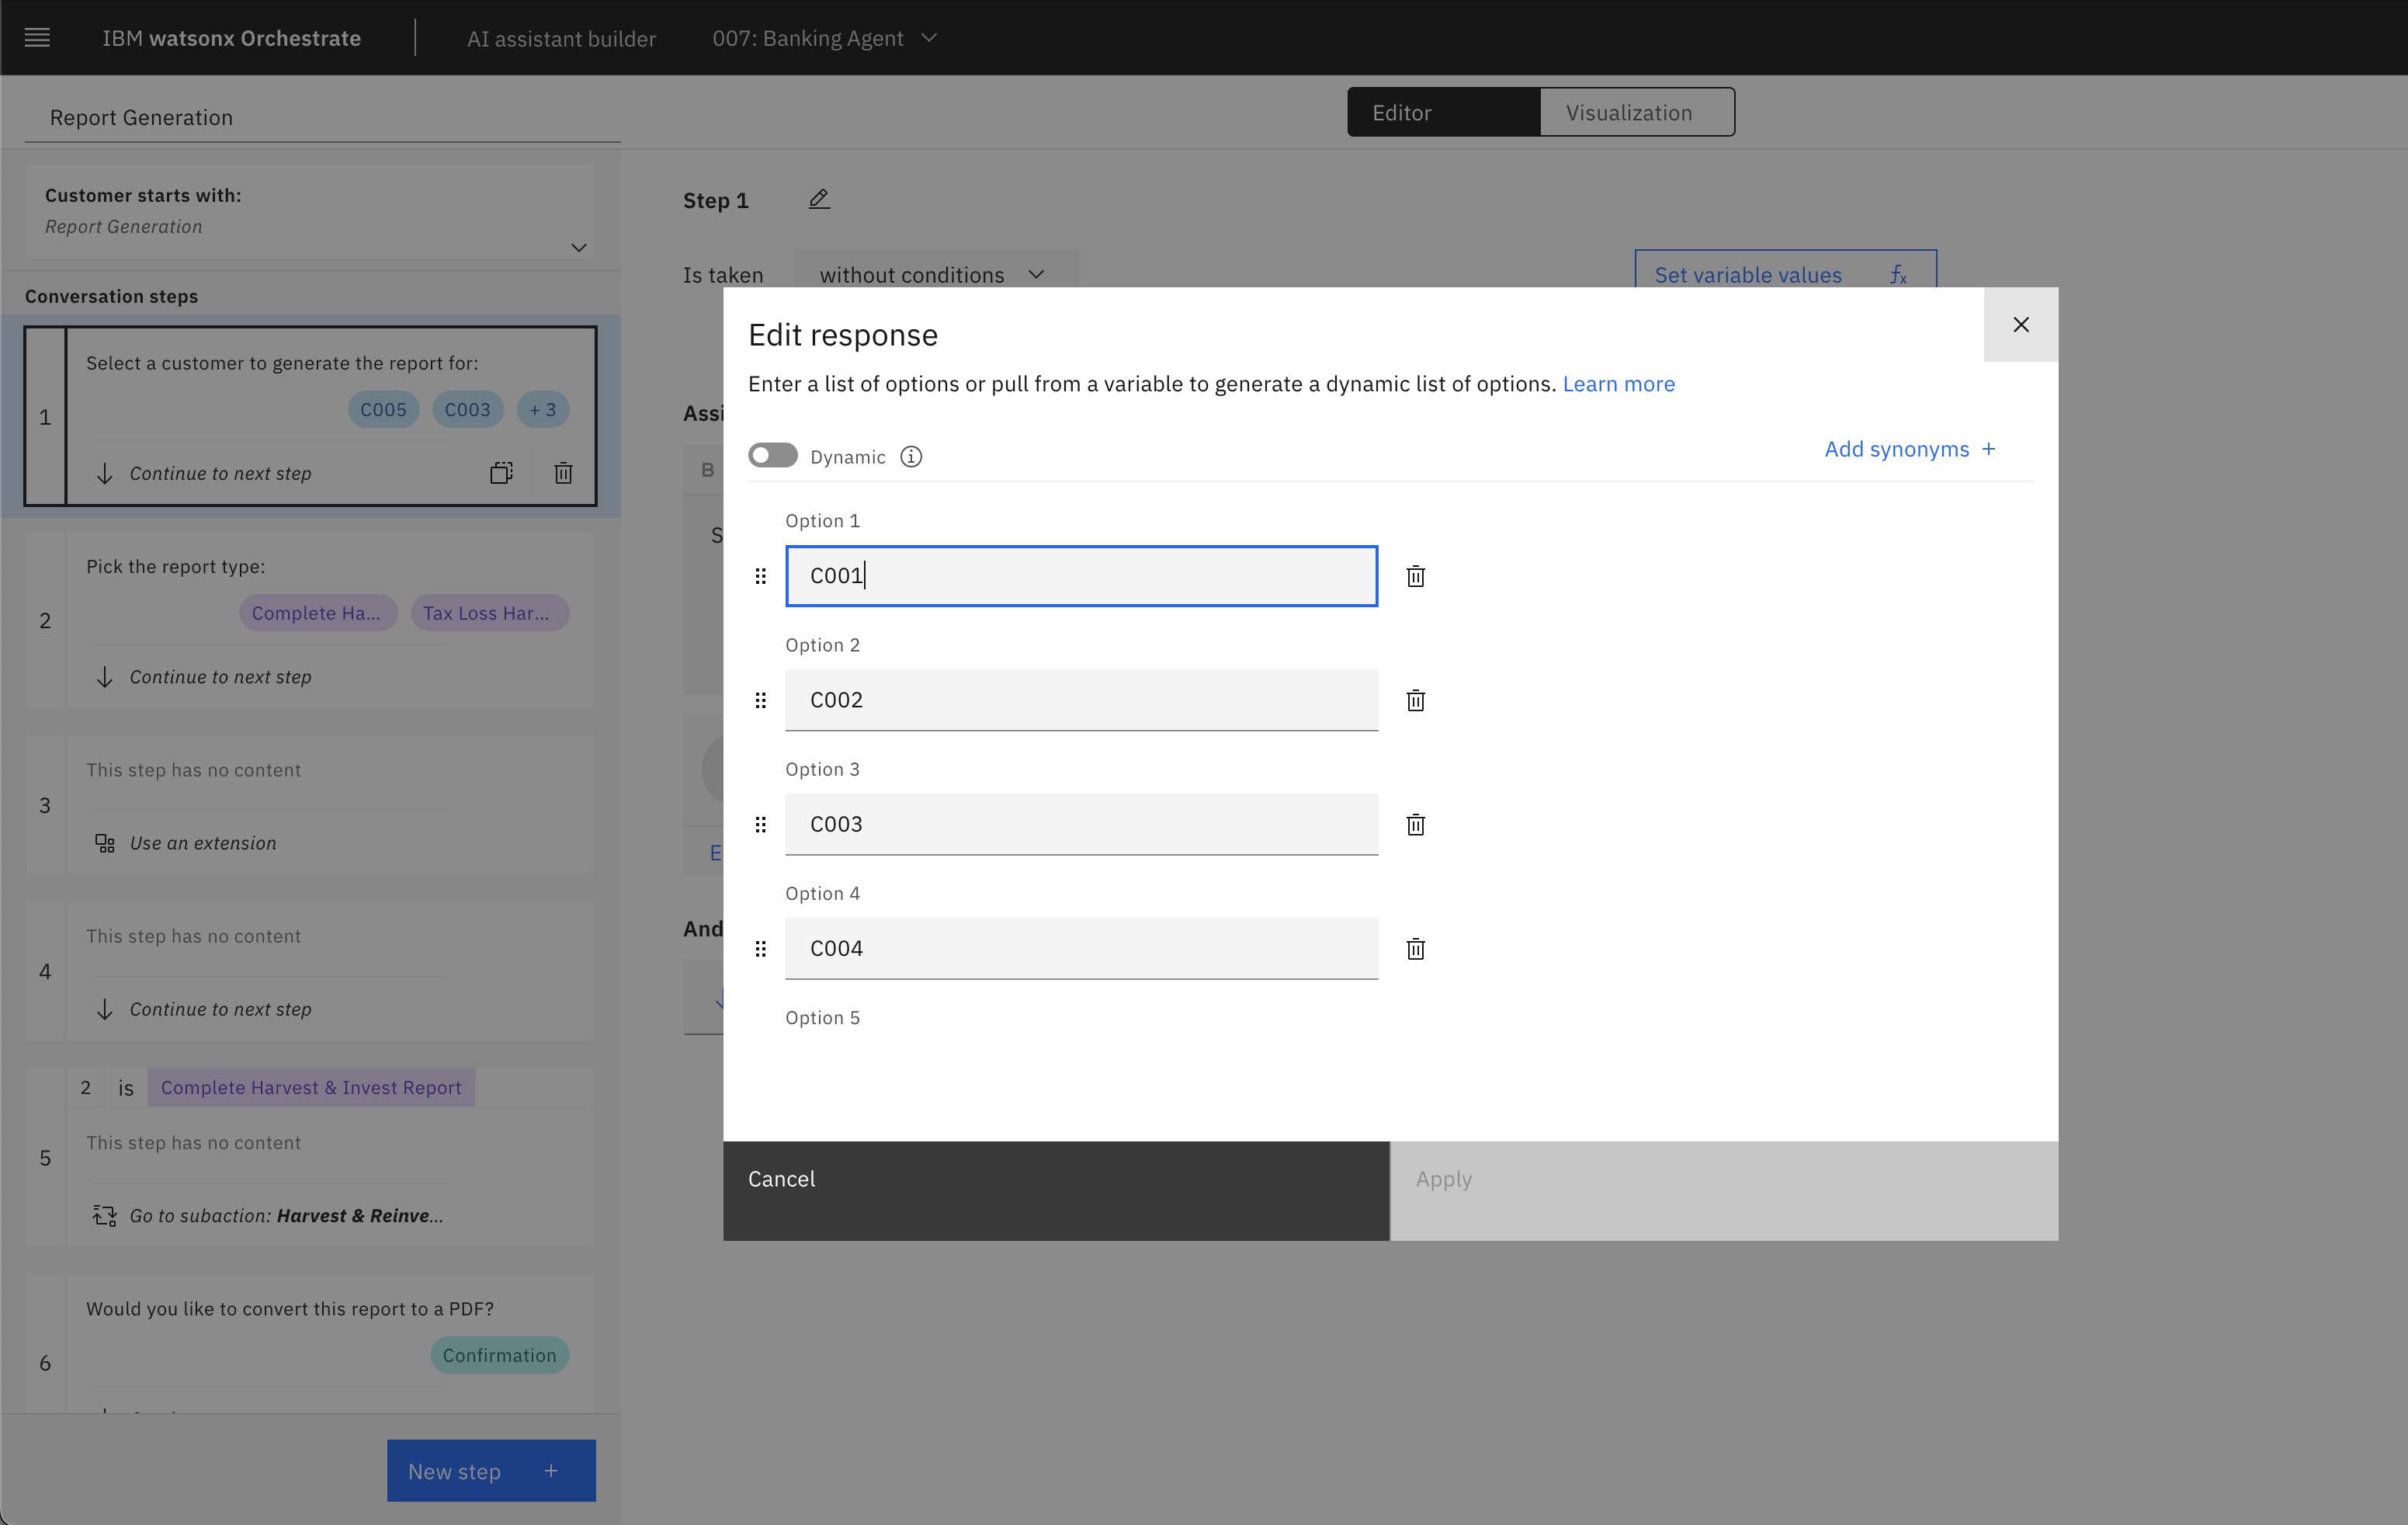 IBM watsonx Orchestrate
AI assistant builder
007: Banking Agent
Report Generation
Editor
Visualization
Customer starts with:
Report Generation
Conversation steps
1
Select a customer to generate the report for:
C005
C003
+ 3
Continue to next step
2
Pick the report type:
Complete Ha...
Tax Loss Har...
Continue to next step
3
This step has no content
Use an extension
4
This step has no content
Continue to next step
5
2 is Complete Harvest & Invest Report
This step has no content
Go to subaction: Harvest & Reinve...
6
Would you like to convert this report to a PDF?
Confirmation
New step +
Step 1
Is taken
without conditions
Set variable values fx
Assi
B
S
E
And
Edit response
Enter a list of options or pull from a variable to generate a dynamic list of options. Learn more
Dynamic
Add synonyms +
Option 1
C001
Option 2
C002
Option 3
C003
Option 4
C004
Option 5
Cancel
Apply